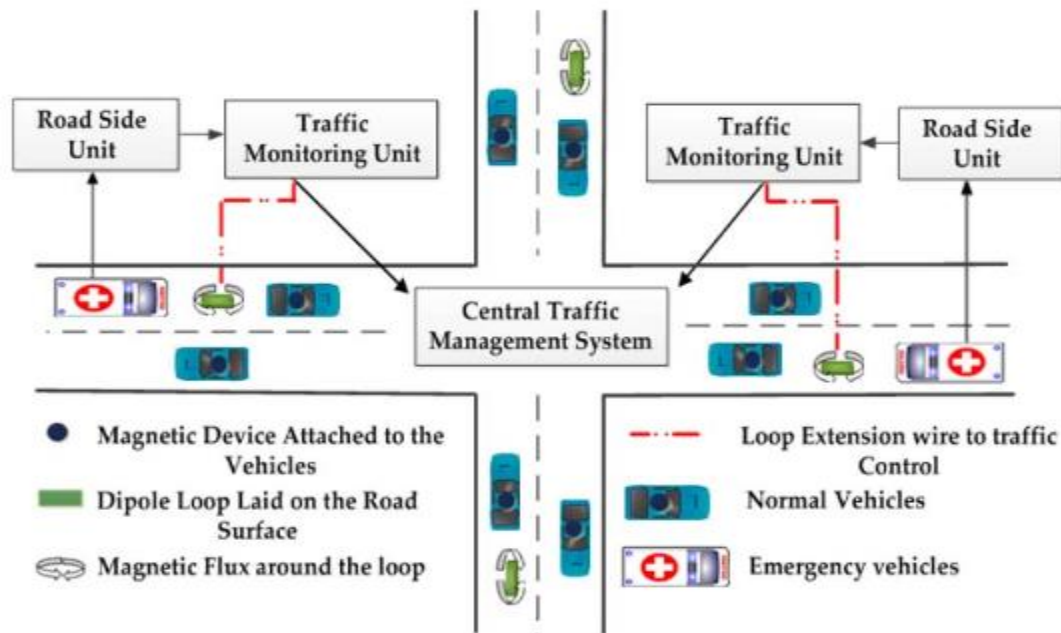 Road Side
Unit
Traffic
Monitoring Unit
Traffic
Monitoring Unit
Road Side
Unit
Central Traffic
Management System
Magnetic Device Attached to the
Vehicles
Dipole Loop Laid on the Road
Surface
Magnetic Flux around the loop
Loop Extension wire to traffic
Control
Normal Vehicles
Emergency vehicles